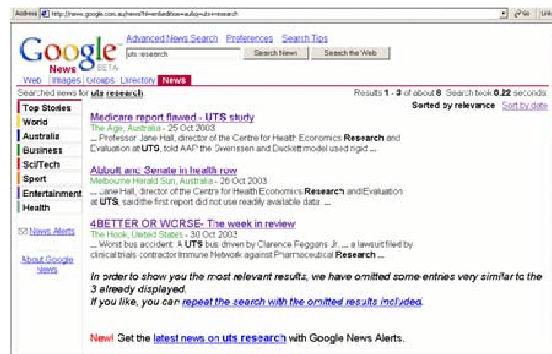 Address http://news.google.com.au/news?hl=en&edition=au&q=uts+research Go Link
Advanced News Search Preferences Search Tips
Google
News BETA
uts research Search News Search the Web
Web Images Groups Directory News
Searched news for uts research Results 1 - 3 of about 8 Search took 0.22 seconds.
Sorted by relevance Sort by date
Top Stories
World
Australia
Business
Sci/Tech
Sport
Entertainment
Health
News Alerts
About Google
News
Medicare report flawed - UTS study
The Age, Australia - 25 Oct 2003
... Professor Jane Hall, director of the Centre for Health Economics Research and
Evaluation at UTS, told AAP the Swerissen and Duckett model used rigid ...
Abbott and Senate in health row
Melbourne Herald Sun, Australia - 26 Oct 2003
... Jane Hall, director of the Centre for Health Economics Research and Evaluation
at UTS, said the first report did not use readily available data. ...
4BETTER OR WORSE- The week in review
The Hook, United States - 30 Oct 2003
... Worst bus accident: A UTS bus driven by Clarence Feggans Jr. ... a lawsuit filed by
clinical trials contractor Immune Network against Pharmaceutical Research ...
In order to show you the most relevant results, we have omitted some entries very similar to the
3 already displayed.
If you like, you can repeat the search with the omitted results included.
New! Get the latest news on uts research with Google News Alerts.